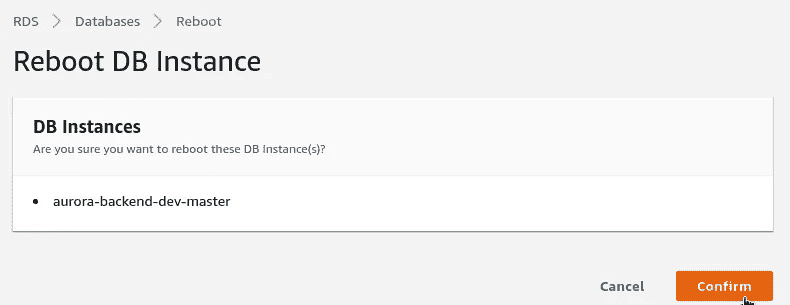 RDS > Databases > Reboot
Reboot DB Instance
DB Instances
Are you sure you want to reboot these DB Instance(s)?
• aurora-backend-dev-master
Cancel Confirm